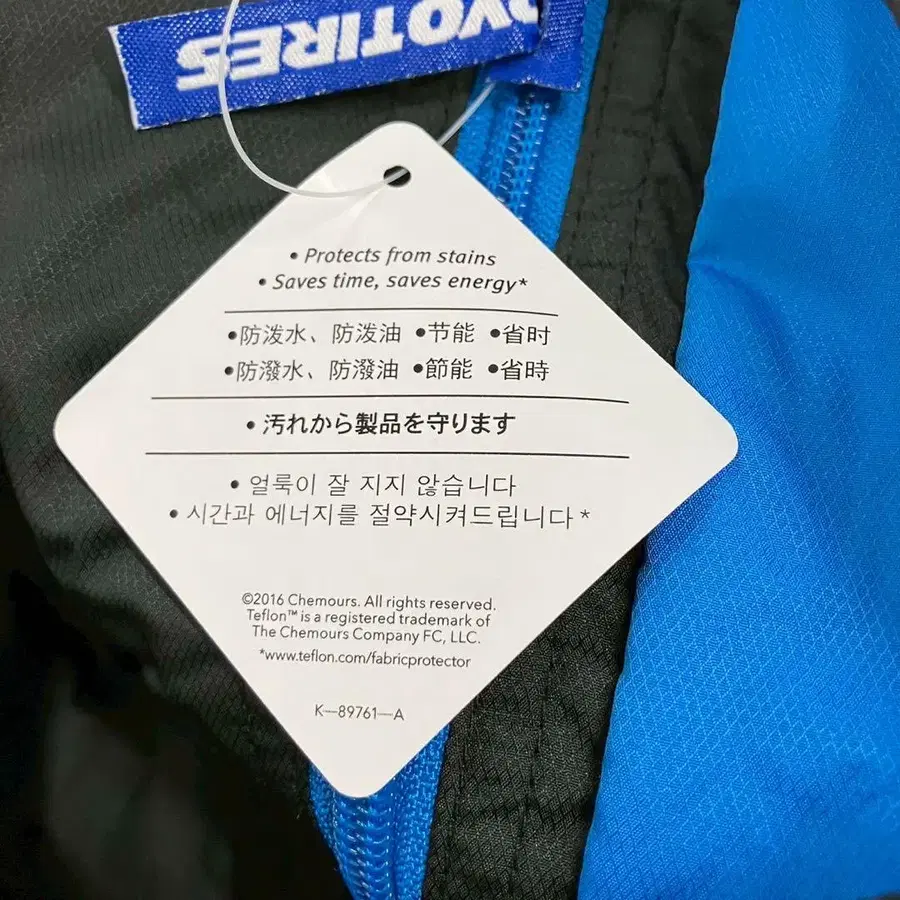 OYO TIRES
• Protects from stains
• Saves time, saves energy*
•防泼水、防泼油 •节能 •省时
•防潑水、防潑油 •節能 •省時
• 汚れから製品を守ります
• 얼룩이 잘 지지 않습니다
• 시간과 에너지를 절약시켜드립니다*
©2016 Chemours. All rights reserved.
Teflon™ is a registered trademark of
The Chemours Company FC, LLC.
*www.teflon.com/fabricprotector
K—89761—A